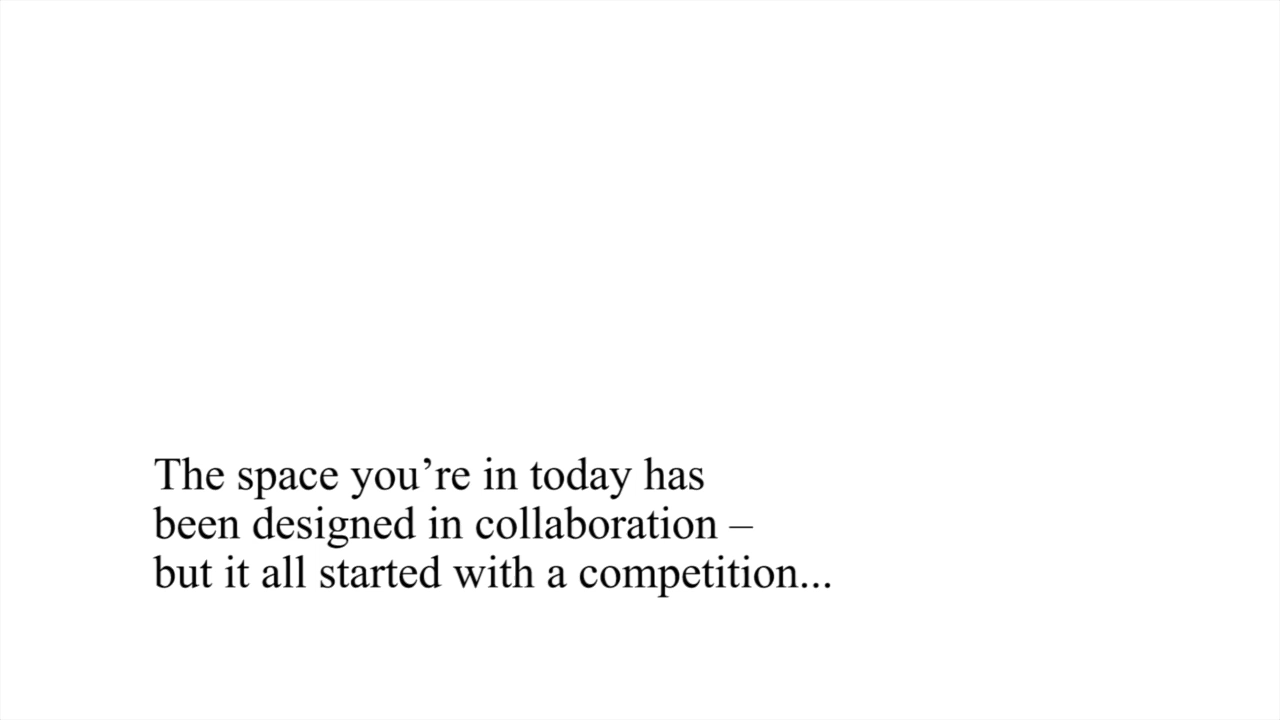 The space you’re in today has
been designed in collaboration –
but it all started with a competition...